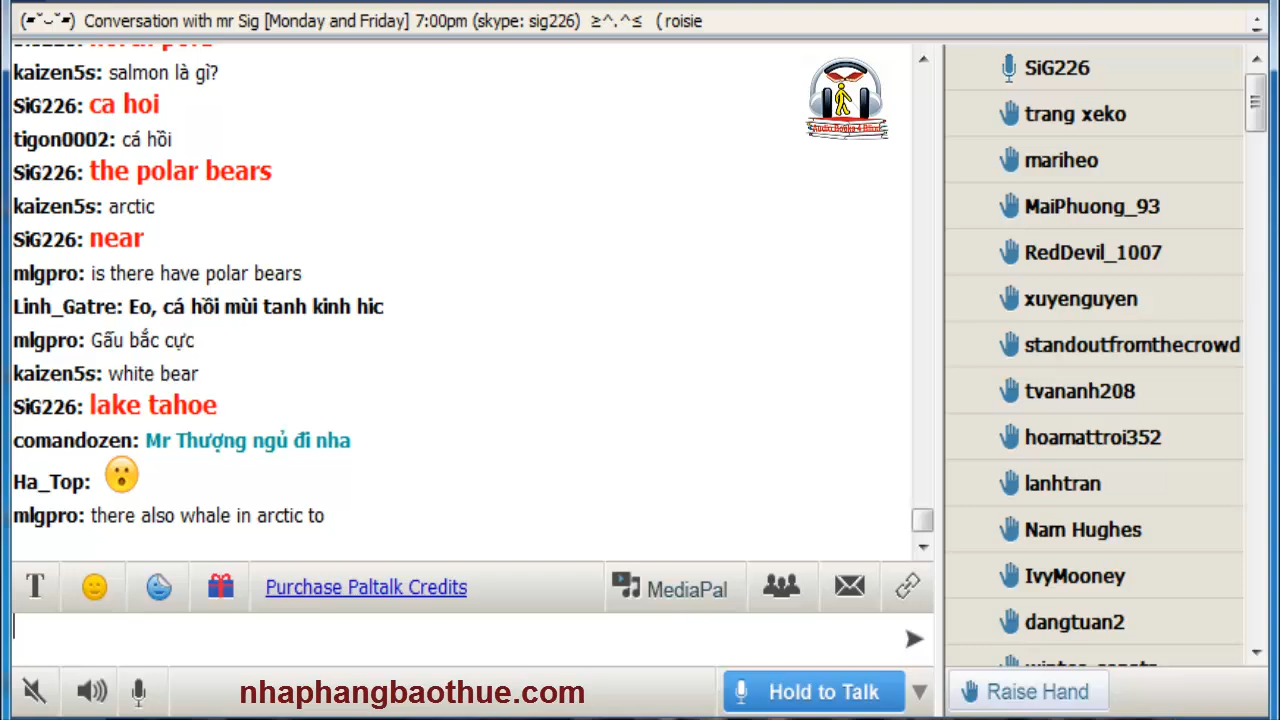 (▰˘◡˘▰) Conversation with mr Sig [Monday and Friday] 7:00pm (skype: sig226) ≥^.^≤ ( roisie
kaizen5s: salmon là gì?
SiG226: ca hoi
tigon0002: cá hồi
SiG226: the polar bears
kaizen5s: arctic
SiG226: near
mlgpro: is there have polar bears
Linh_Gatre: Eo, cá hồi mùi tanh kinh hic
mlgpro: Gấu bắc cực
kaizen5s: white bear
SiG226: lake tahoe
comandozen: Mr Thượng ngủ đi nha
Ha_Top:
mlgpro: there also whale in arctic to
Audio Books 4 Blind
SiG226
trang xeko
mariheo
MaiPhuong_93
RedDevil_1007
xuyenguyen
standoutfromthecrowd
tvananh208
hoamattroi352
lanhtran
Nam Hughes
IvyMooney
dangtuan2
T
Purchase Paltalk Credits
MediaPal
nhaphangbaothue.com
Hold to Talk
Raise Hand